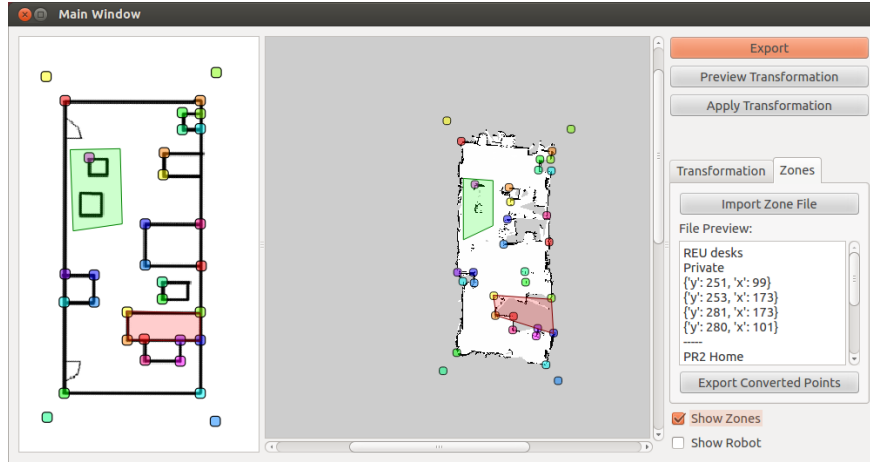 Main Window
Export
Preview Transformation
Apply Transformation
Transformation Zones
Import Zone File
File Preview:
REU desks
Private
{'y': 251, 'x': 99}
{'y': 253, 'x': 173}
{'y': 281, 'x': 173}
{'y': 280, 'x': 101}
-----
PR2 Home
Export Converted Points
Show Zones
Show Robot